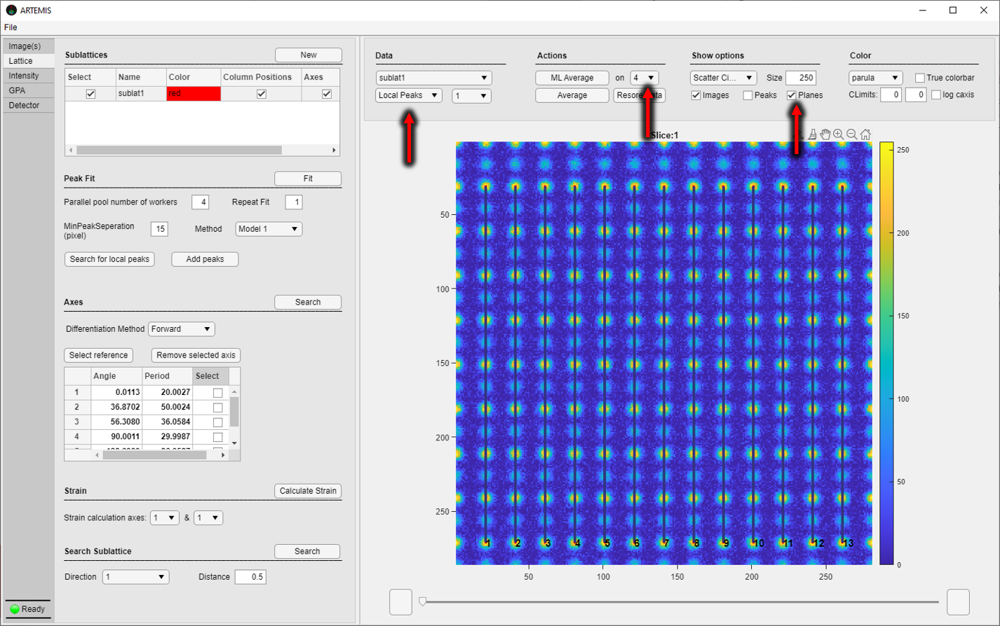 ARTEMIS
File
Image(s)
Lattice
Intensity
GPA
Detector
Ready
Sublattices
New
Select Name Color Column Positions Axes
sublat1 red
Peak Fit
Fit
Parallel pool number of workers 4 Repeat Fit 1
MinPeakSeperation
(pixel)
15 Method Model 1
Search for local peaks Add peaks
Axes
Search
Differentiation Method Forward
Select reference Remove selected axis
Angle Period Select
1 0.0113 20.0027
2 36.8702 50.0024
3 56.3080 36.0584
4 90.0011 29.9987
Strain
Calculate Strain
Strain calculation axes: 1 & 1
Search Sublattice
Search
Direction 1 Distance 0.5
Data
sublat1
Local Peaks 1
Actions
ML Average on 4
Average
Show options
Scatter Ci... Size 250
Images Peaks Planes
Color
parula True colorbar
CLimits: 0 0 log caxis
Slice:1
50
100
150
200
250
1 2 3 4 5 6 7 8 9 10 11 12 13
50 100 150 200 250
250
200
150
100
50
0